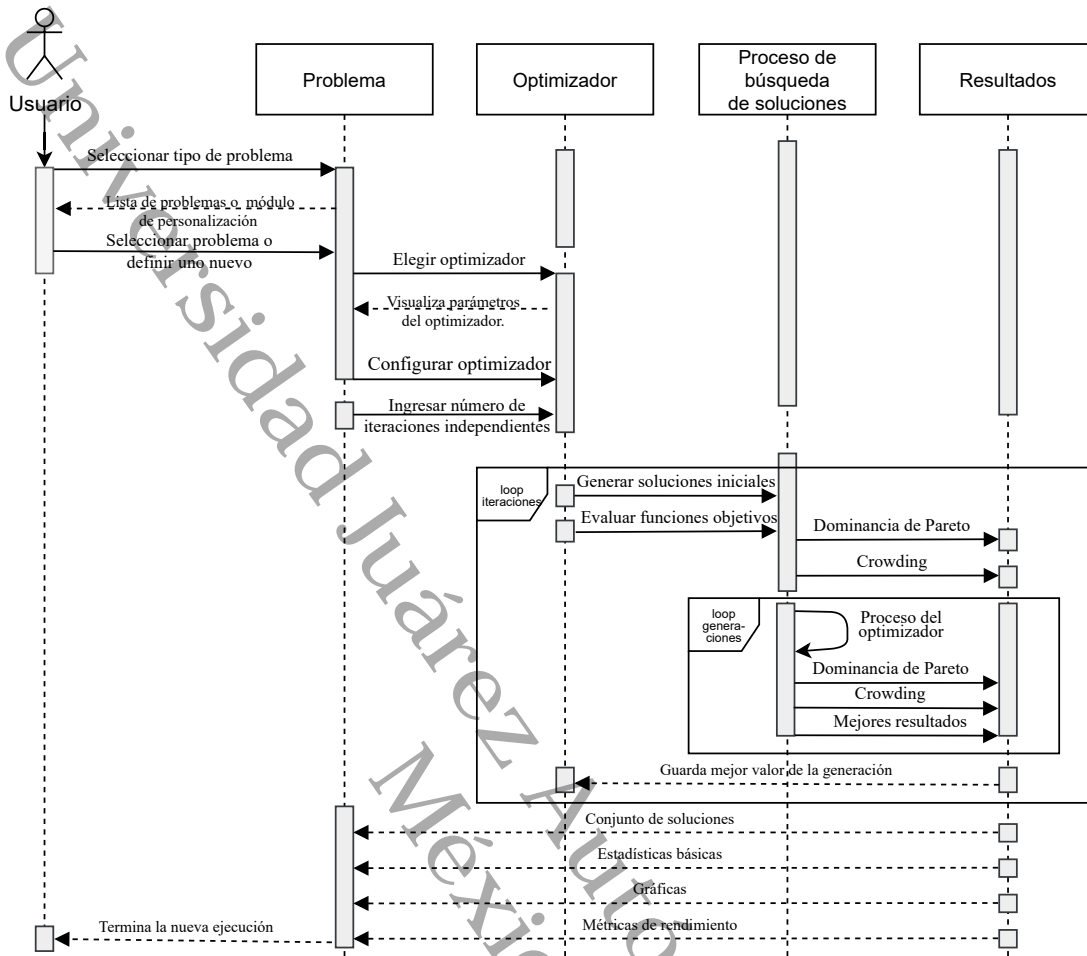 Usuario
Problema
Optimizador
Proceso de
búsqueda
de soluciones
Resultados
Seleccionar tipo de problema
Lista de problemas o módulo
de personalización
Seleccionar problema o
definir uno nuevo
Elegir optimizador
Visualiza parámetros
del optimizador.
Configurar optimizador
Ingresar número de
iteraciones independientes
loop
iteraciones
Generar soluciones iniciales
Evaluar funciones objetivos
Dominancia de Pareto
Crowding
loop
genera-
ciones
Proceso del
optimizador
Dominancia de Pareto
Crowding
Mejores resultados
Guarda mejor valor de la generación
Conjunto de soluciones
Estadísticas básicas
Gráficas
Métricas de rendimiento
Termina la nueva ejecución
Universidad Juárez Autó
Méxic